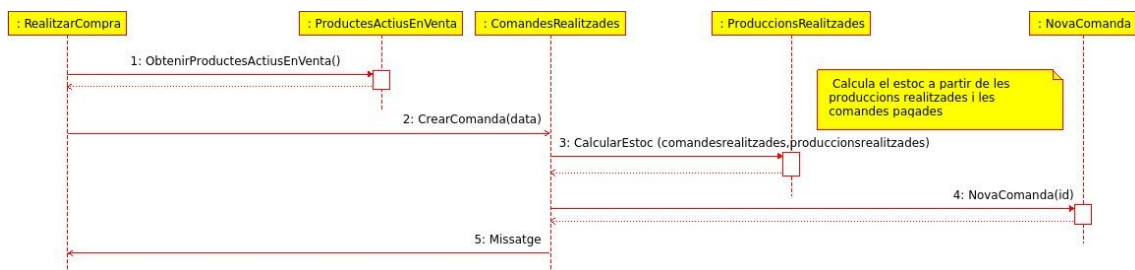 : RealitzarCompra
: ProductesActiusEnVenta
: ComandesRealitzades
: ProduccionsRealitzades
: NovaComanda
1: ObtenirProductesActiusEnVenta()
Calcula el estoc a partir de les
produccions realitzades i les
comandes pagades
2: CrearComanda(data)
3: CalcularEstoc (comandesrealitzades,produccionsrealitzades)
4: NovaComanda(id)
5: Missatge